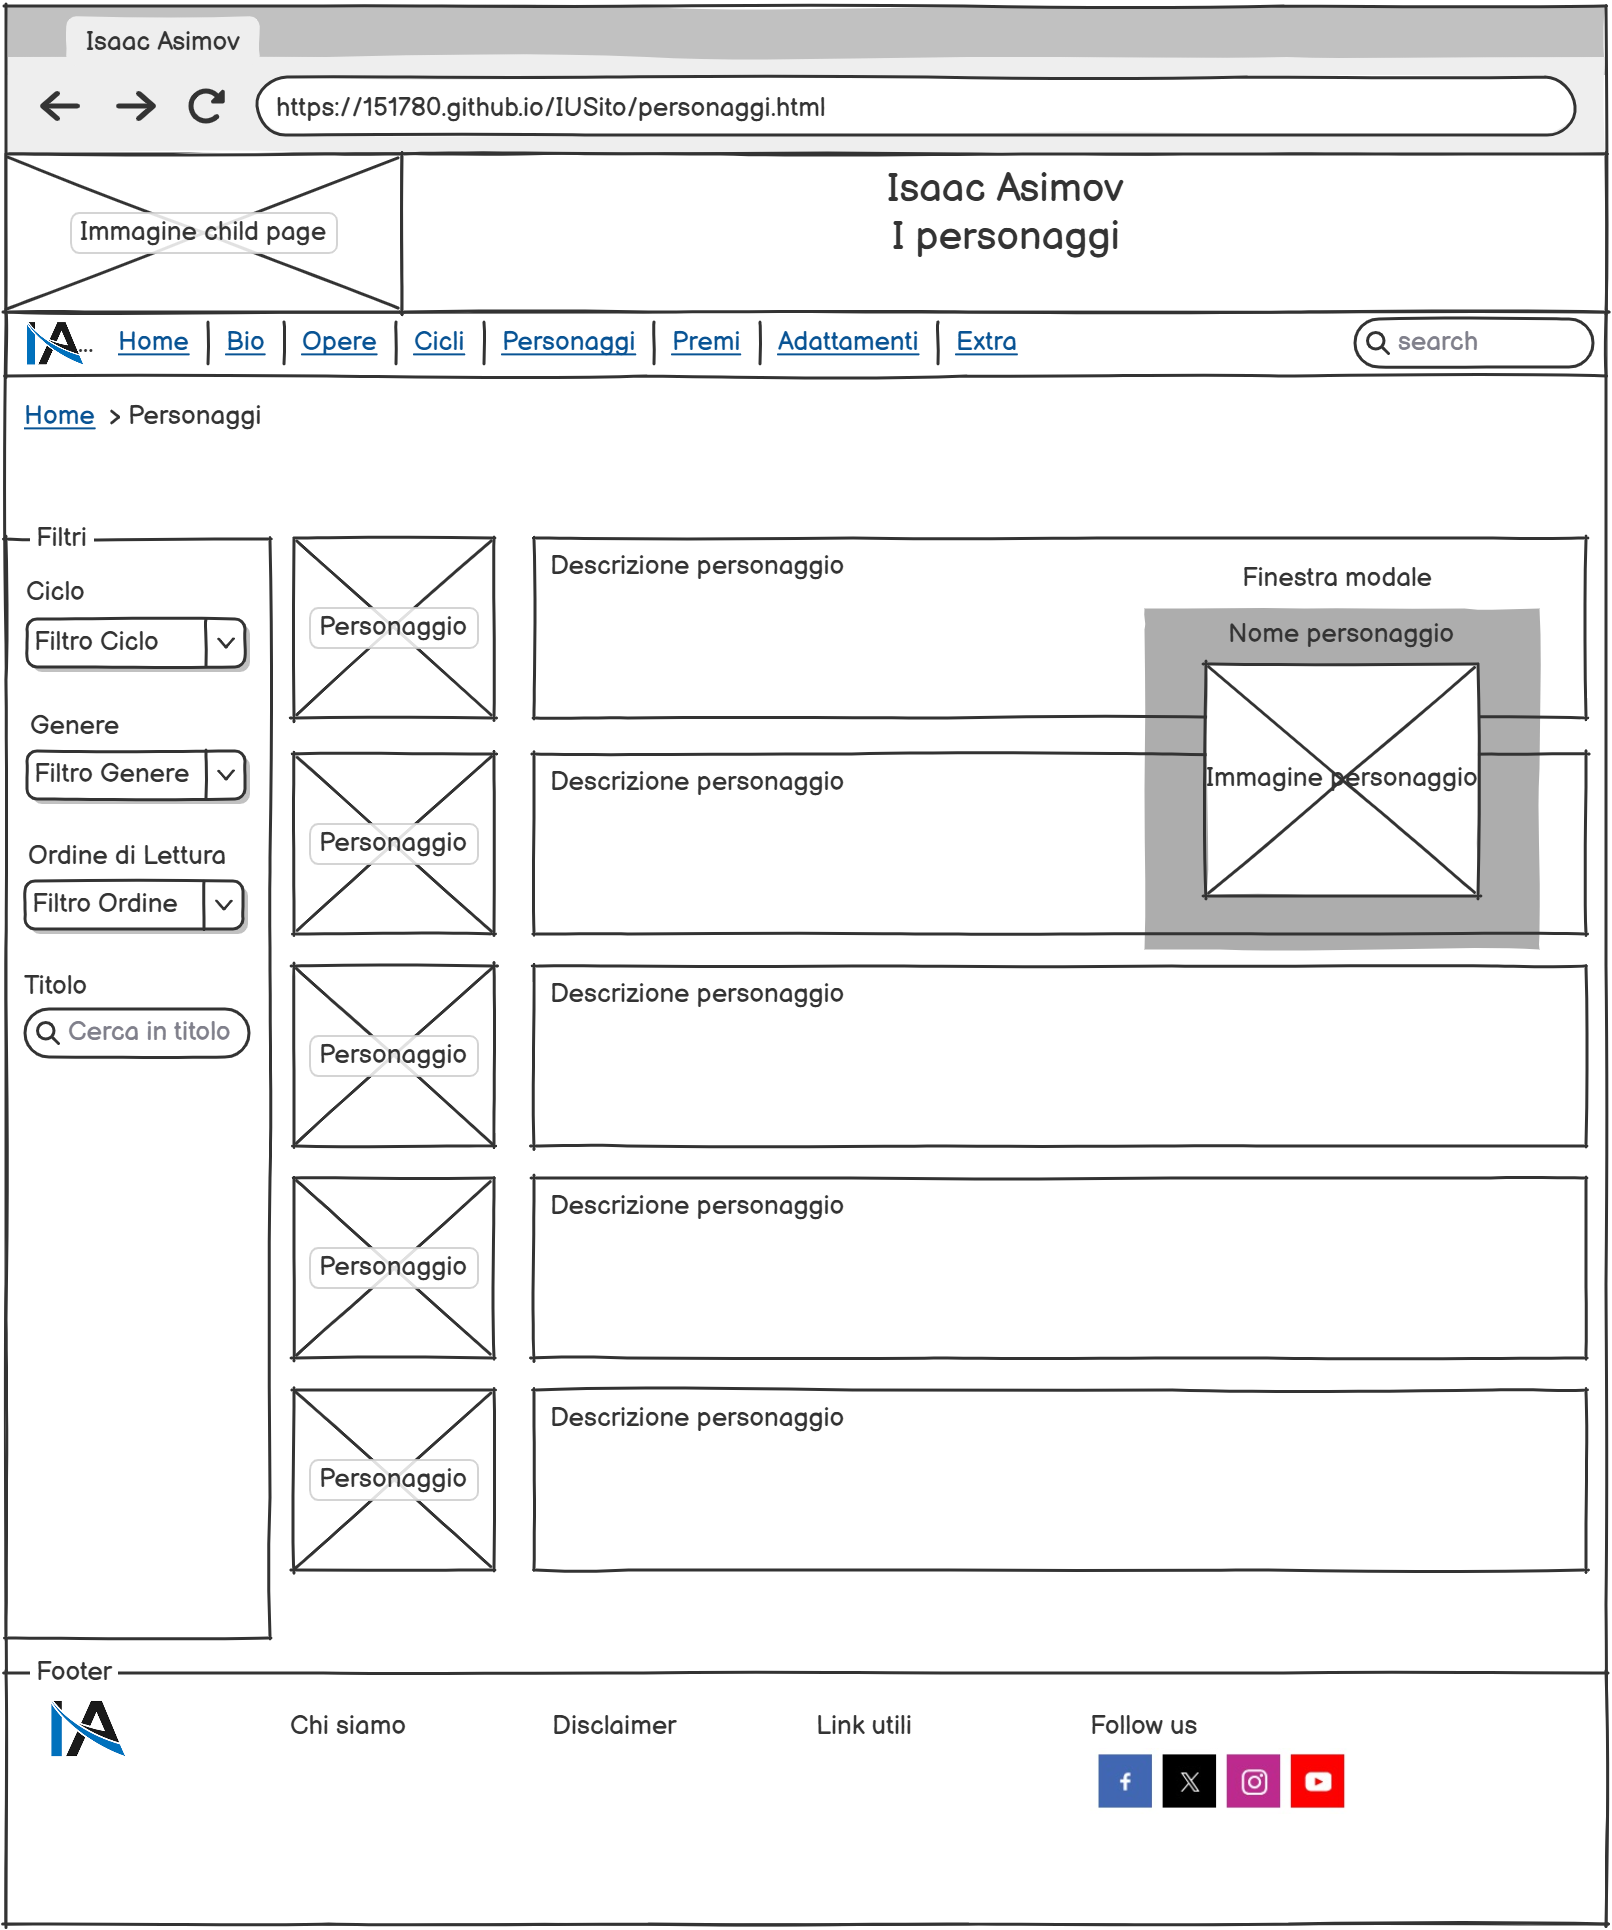 Isaac Asimov
https://151780.github.io/IUSito/personaggi.html
Immagine child page
Isaac Asimov
I personaggi
IA... Home Bio Opere Cicli Personaggi Premi Adattamenti Extra search
Home > Personaggi
Filtri
Ciclo
Filtro Ciclo
Genere
Filtro Genere
Ordine di Lettura
Filtro Ordine
Titolo
Cerca in titolo
Personaggio
Descrizione personaggio
Finestra modale
Nome personaggio
Immagine personaggio
Personaggio
Descrizione personaggio
Personaggio
Descrizione personaggio
Personaggio
Descrizione personaggio
Personaggio
Descrizione personaggio
Footer
IA
Chi siamo
Disclaimer
Link utili
Follow us